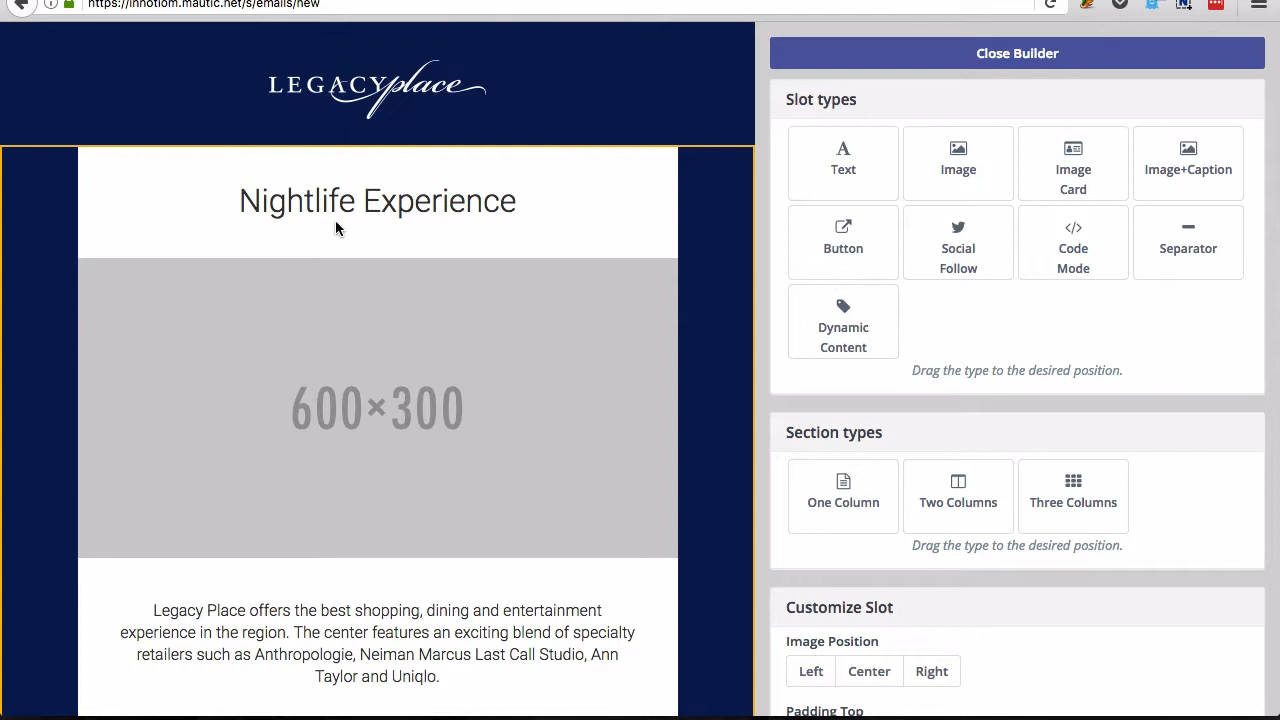 https://innotiom.mautic.net/s/emails/new
LEGACYplace
Nightlife Experience
600×300
Legacy Place offers the best shopping, dining and entertainment
experience in the region. The center features an exciting blend of specialty
retailers such as Anthropologie, Neiman Marcus Last Call Studio, Ann
Taylor and Uniqlo.
Close Builder
Slot types
Text
Image
Image
Card
Image+Caption
Button
Social
Follow
Code
Mode
Separator
Dynamic
Content
Drag the type to the desired position.
Section types
One Column
Two Columns
Three Columns
Drag the type to the desired position.
Customize Slot
Image Position
Left
Center
Right
Padding Top